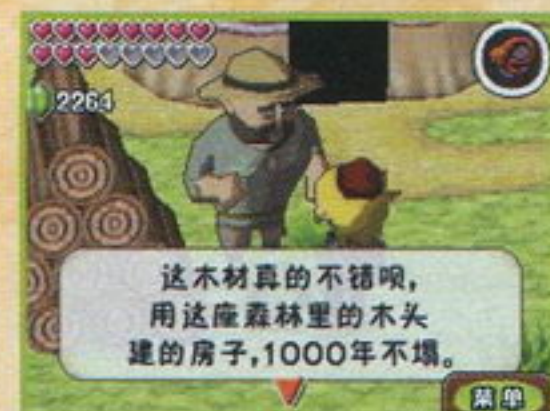 2264
这木材真的不错呗，
用这座森林里的木头
建的房子，1000年不塌。
菜单